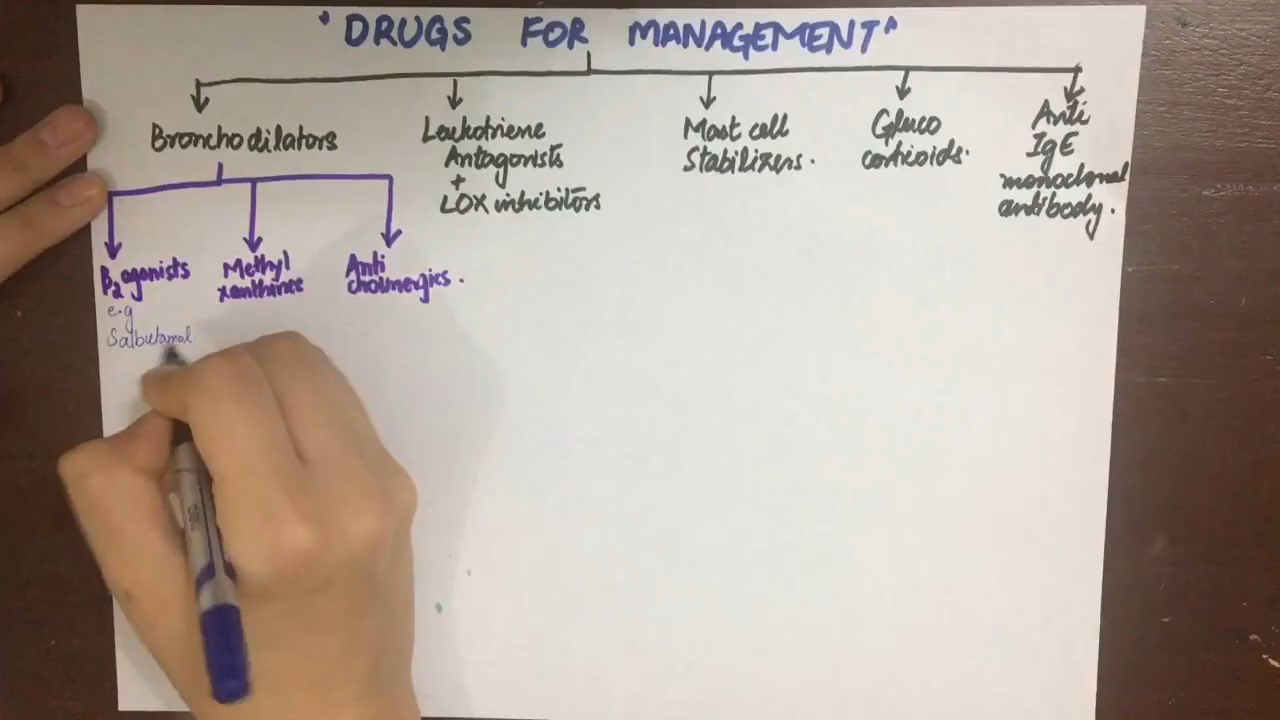 "DRUGS FOR MANAGEMENT"
Bronchodilators
Leukotriene
Antagonists
+
LOX inhibitors
Mast cell
Stabilizers.
Gluco
corticoids.
Anti
IgE
monoclonal
antibody.
B2 agonists
e.g
Salbutamol
Methyl
xanthines
Anti
cholinergics.